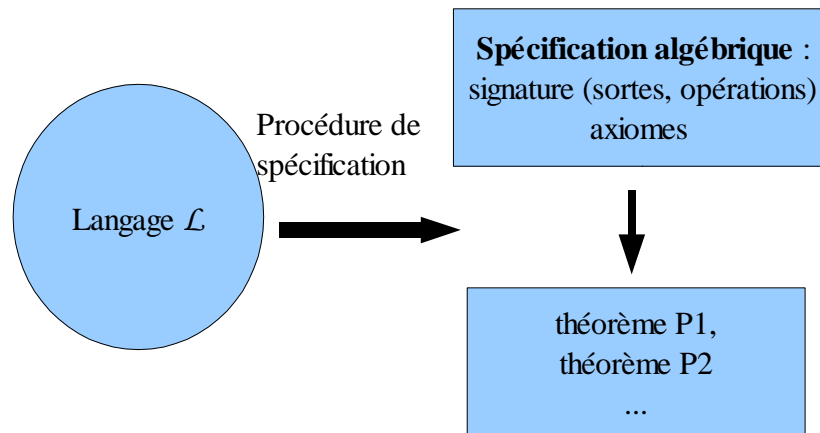 Spécification algébrique :
signature (sortes, opérations)
axiomes
Procédure de
spécification
Langage ℒ
théorème P1,
théorème P2
...